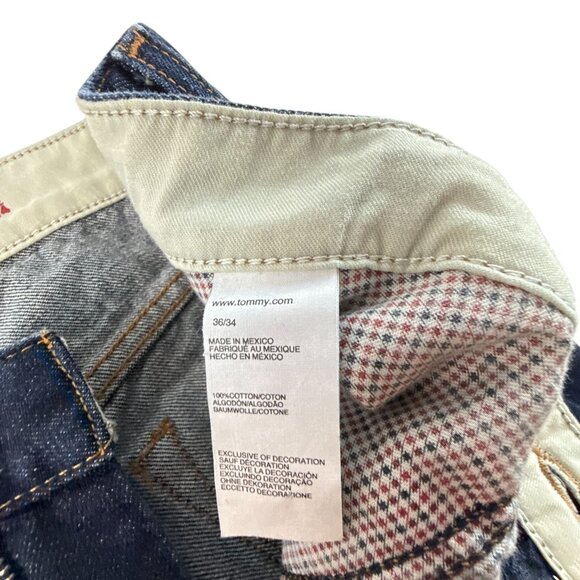 www.tommy.com
36/34
MADE IN MEXICO
FABRIQUÉ AU MEXIQUE
HECHO EN MÉXICO
100%COTTON/COTON
ALGODÓN/ALGODÃO
BAUMWOLLE/COTONE
EXCLUSIVE OF DECORATION
SAUF DÉCORATION
EXCLUYE LA DECORACIÓN
EXCLUINDO DECORAÇÃO
OHNE DEKORATION
ECCETTO DECORAZIONE